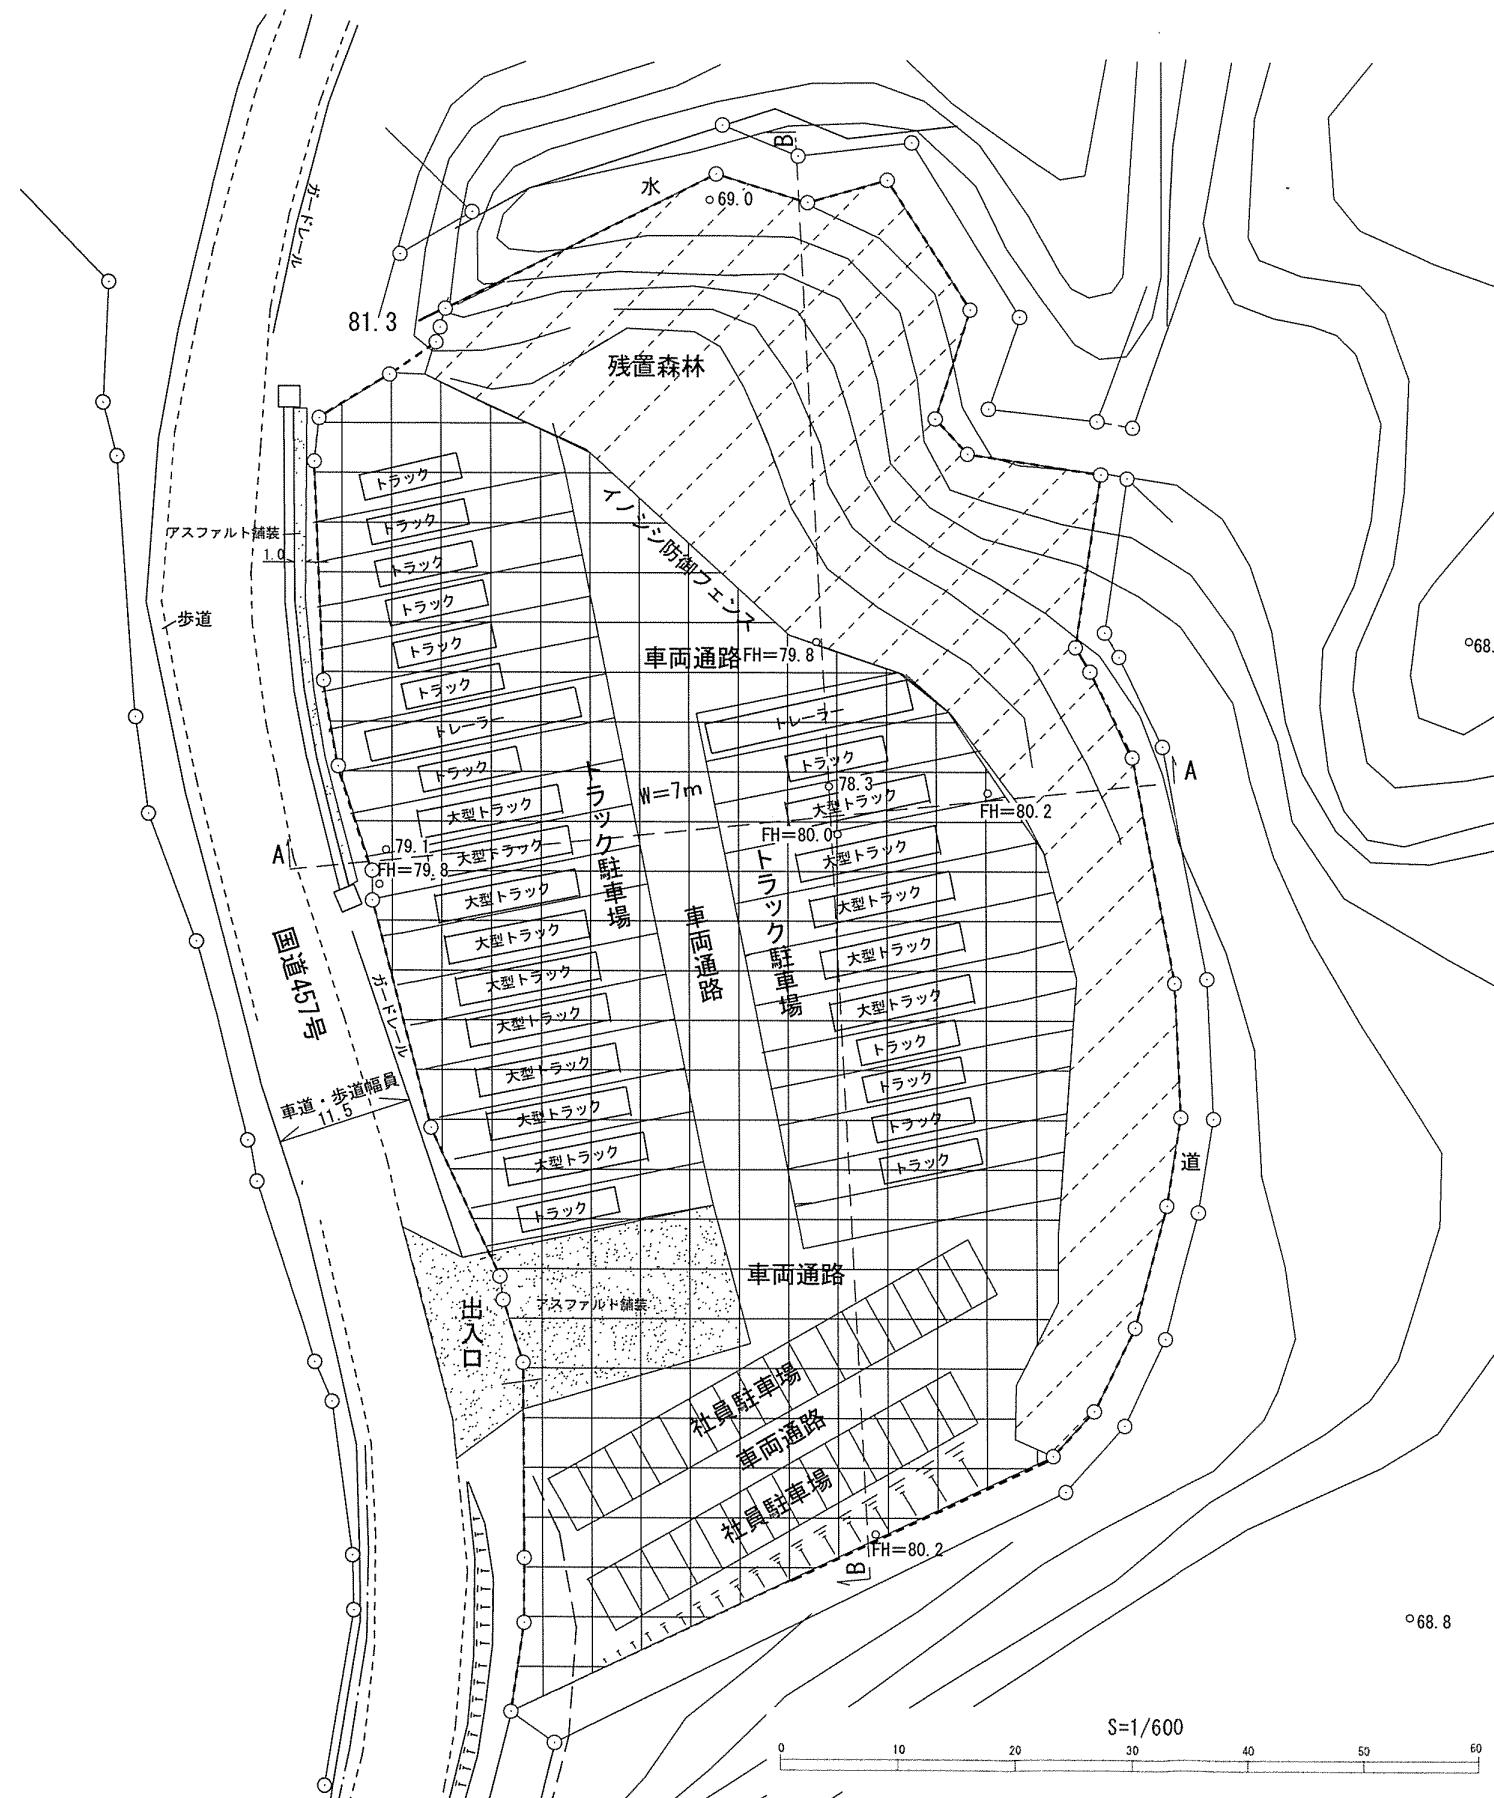 ガードレール
B
水
69.0
81.3
残置森林
トラック
トラック
イノシシ防御フェンス
アスファルト舗装
トラック
1.0
トラック
歩道
トラック
車両通路
FH=79.8
トラック
トレーラー
トレーラー
トラック
トラック
A
78.3
W=7m
大型トラック
大型トラック
FH=80.2
トラック駐車場
FH=80.0
79.1
大型トラック
大型トラック
A
FH=79.8
トラック駐車場
大型トラック
大型トラック
車両通路
大型トラック
国道457号
大型トラック
大型トラック
ガードレール
大型トラック
大型トラック
トラック
大型トラック
トラック
車道・歩道幅員
11.5
大型トラック
トラック
大型トラック
トラック
道
トラック
車両通路
出入口
アスファルト舗装
社員駐車場
車両通路
社員駐車場
FH=80.2
B
68.
68.8
S=1/600
0 10 20 30 40 50 60